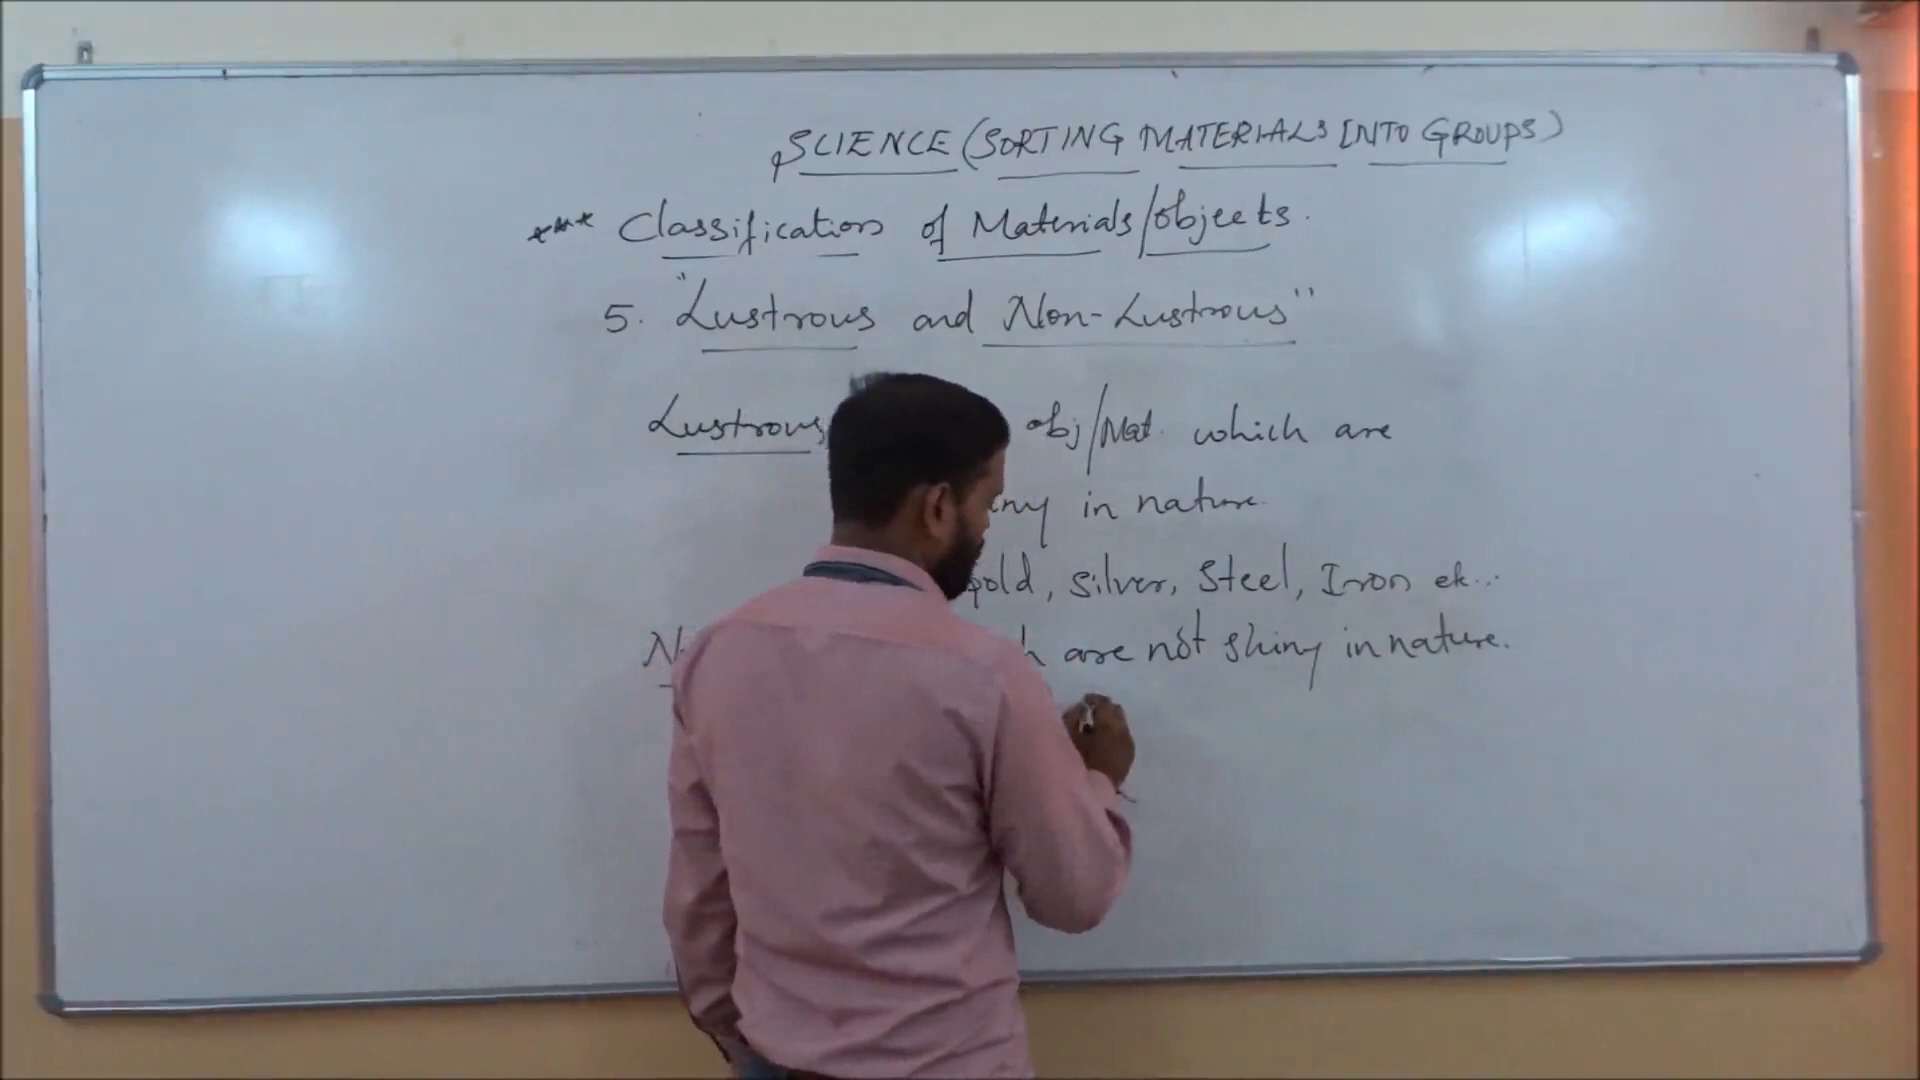 SCIENCE (SORTING MATERIALS INTO GROUPS)
*** Classification of Materials/objects.
5. "Lustrous and Non-Lustrous"
Lustrous obj/Mat. which are
in nature
gold, Silver, Steel, Iron etc...
are not shiny in nature.